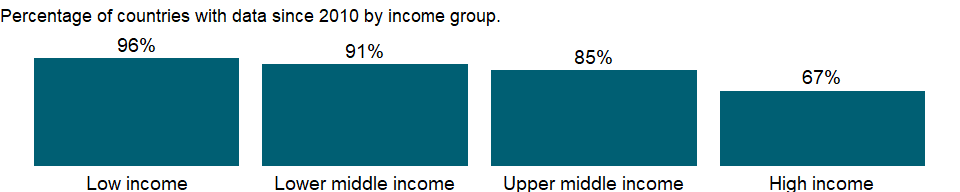 Percentage of countries with data since 2010 by income group.
96%
91%
85%
67%
Low income
Lower middle income
Upper middle income
High income